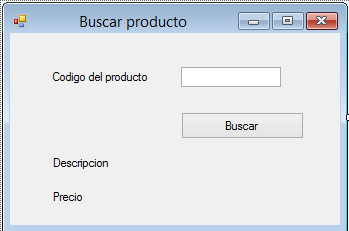 Buscar producto
Codigo del producto
Buscar
Descripcion
Precio